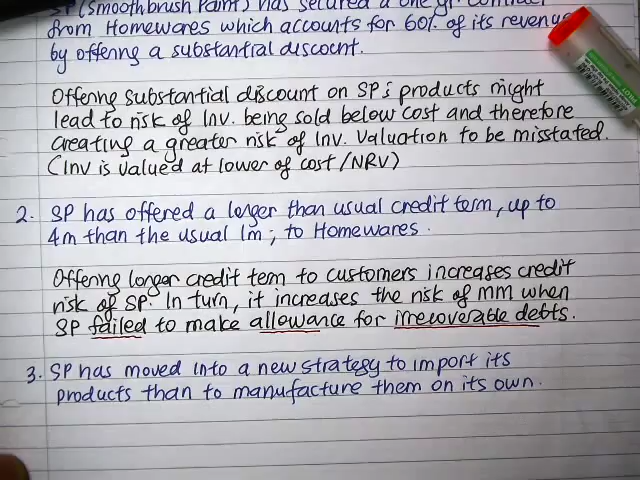 SP (Smoothbrush Paint) has secured a one yr. contract
from Homewares which accounts for 60% of its revenue
by offering a substantial discount.
Offering substantial discount on SP's products might
lead to risk of Inv. being sold below cost and therefore
creating a greater risk of Inv. Valuation to be misstated.
(INV is valued at lower of cost/NRV)
2. SP has offered a longer than usual credit term, up to
4m than the usual 1m, to Homewares.
Offering longer credit term to customers increases credit
risk of SP. In turn, it increases the risk of MM when
SP failed to make allowance for irrecoverable debts.
3. SP has moved into a new strategy to import its
products than to manufacture them on its own.